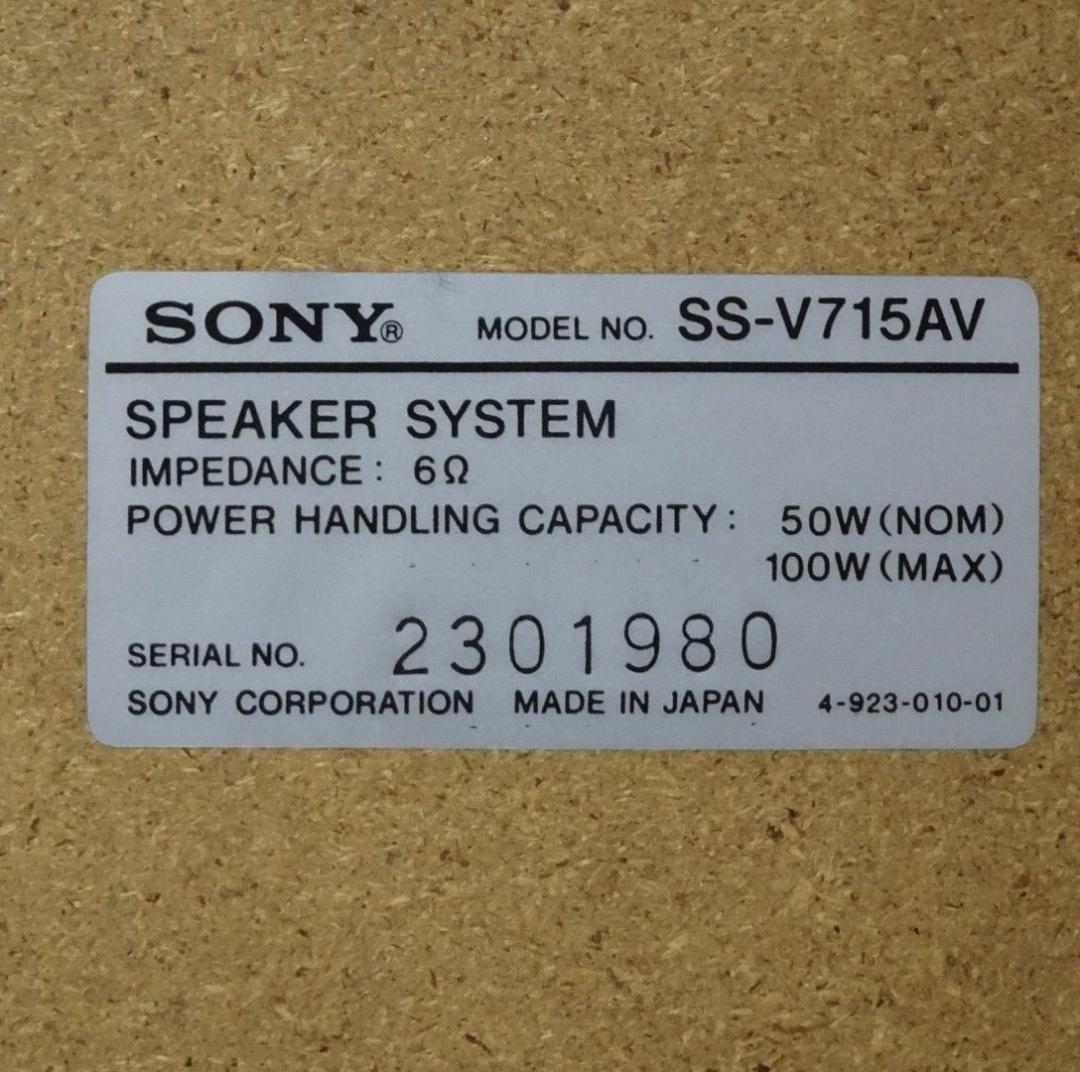 SONY® MODEL NO. SS-V715AV
SPEAKER SYSTEM
IMPEDANCE: 6Ω
POWER HANDLING CAPACITY: 50W(NOM)
100W(MAX)
SERIAL NO. 2301980
SONY CORPORATION MADE IN JAPAN 4-923-010-01